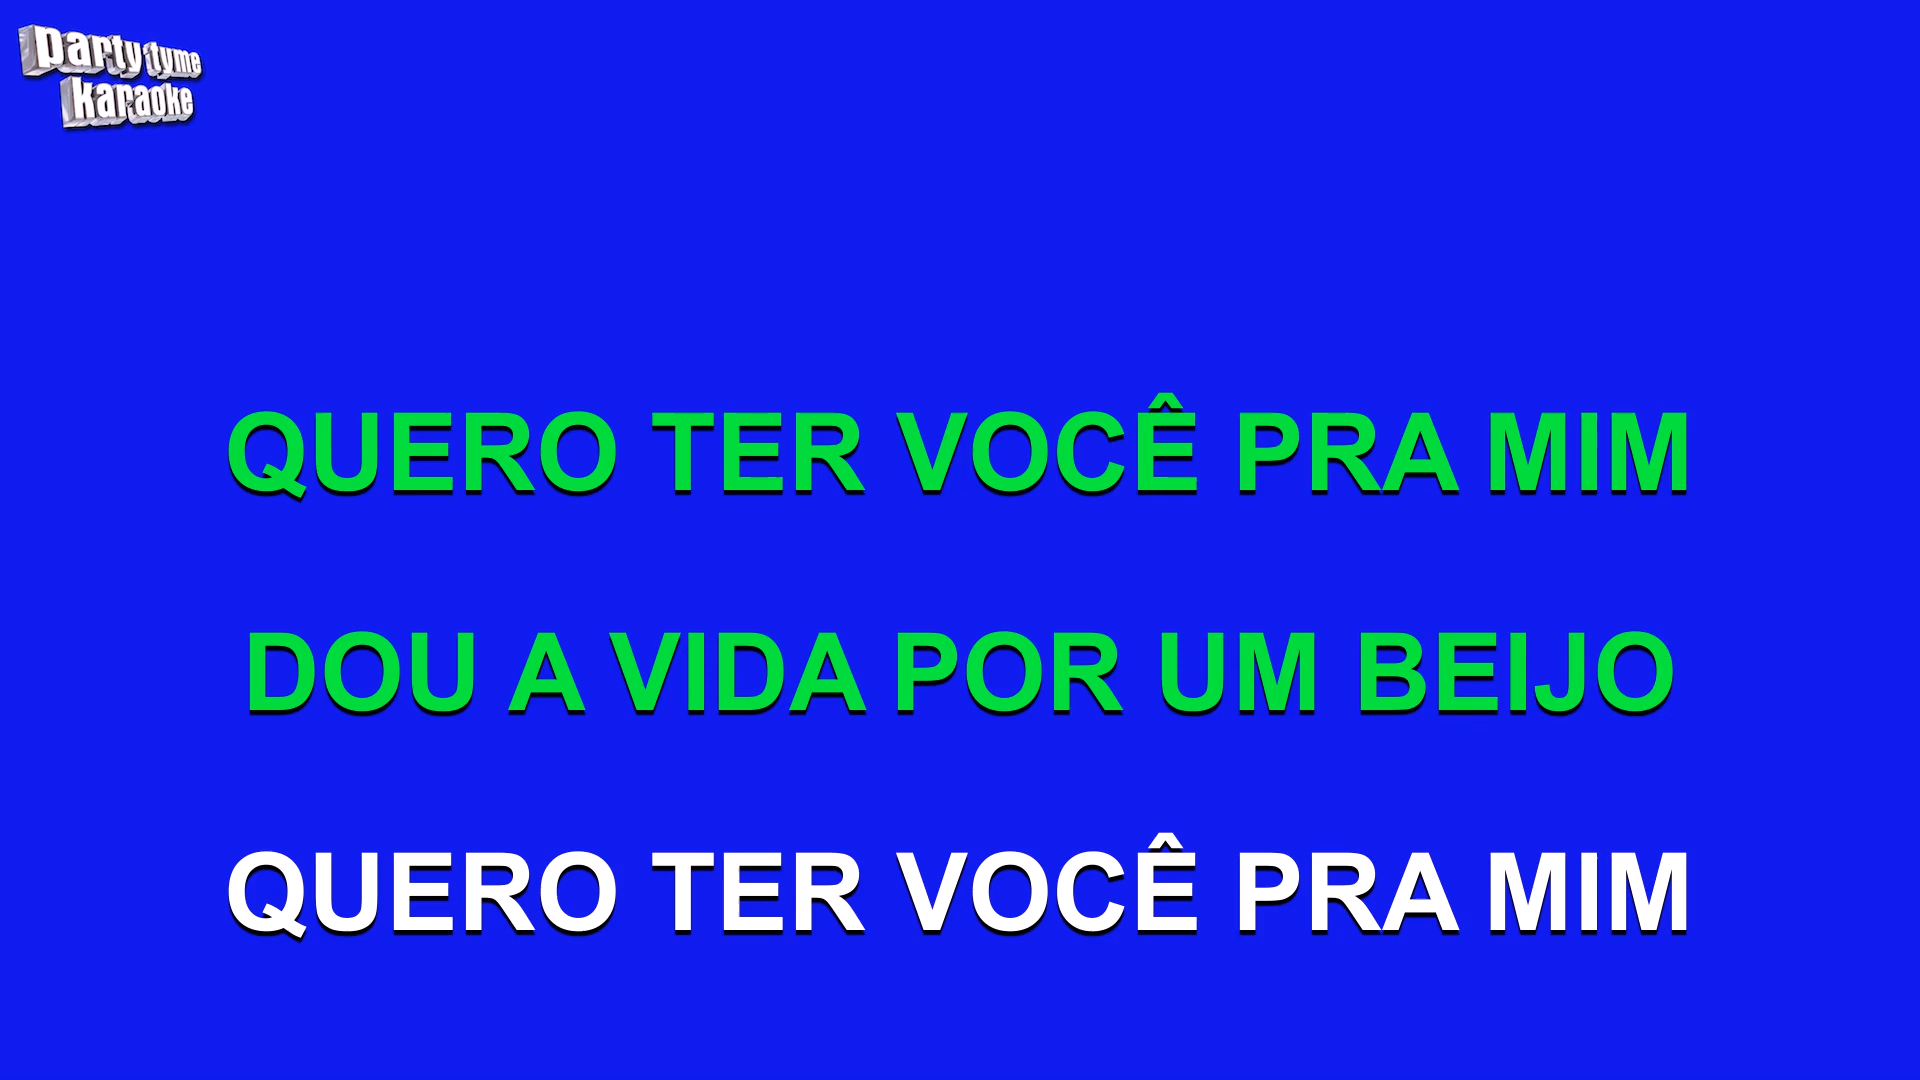 party tyme
karaoke
QUERO TER VOCÊ PRA MIM
DOU A VIDA POR UM BEIJO
QUERO TER VOCÊ PRA MIM